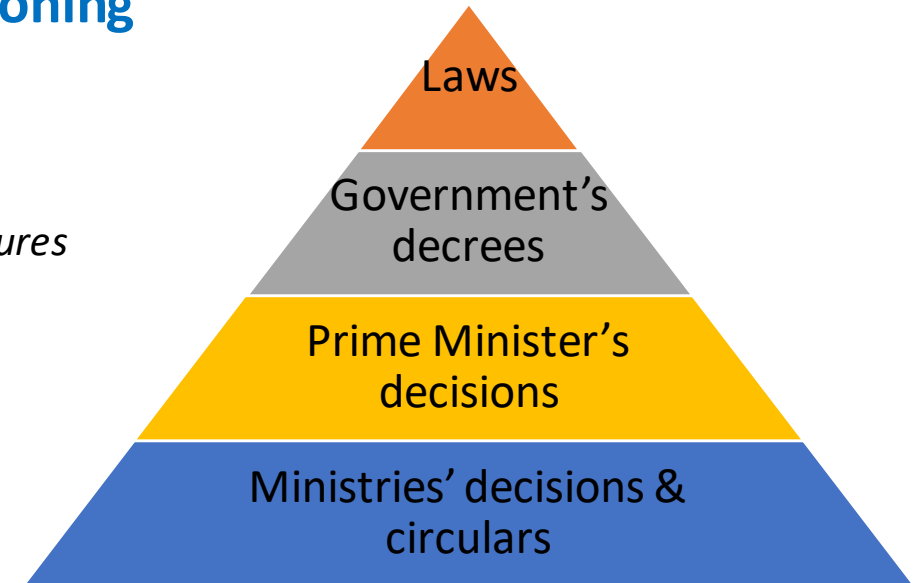 oning
Laws
Government’s
decrees
ures
Prime Minister’s
decisions
Ministries’ decisions &
circulars